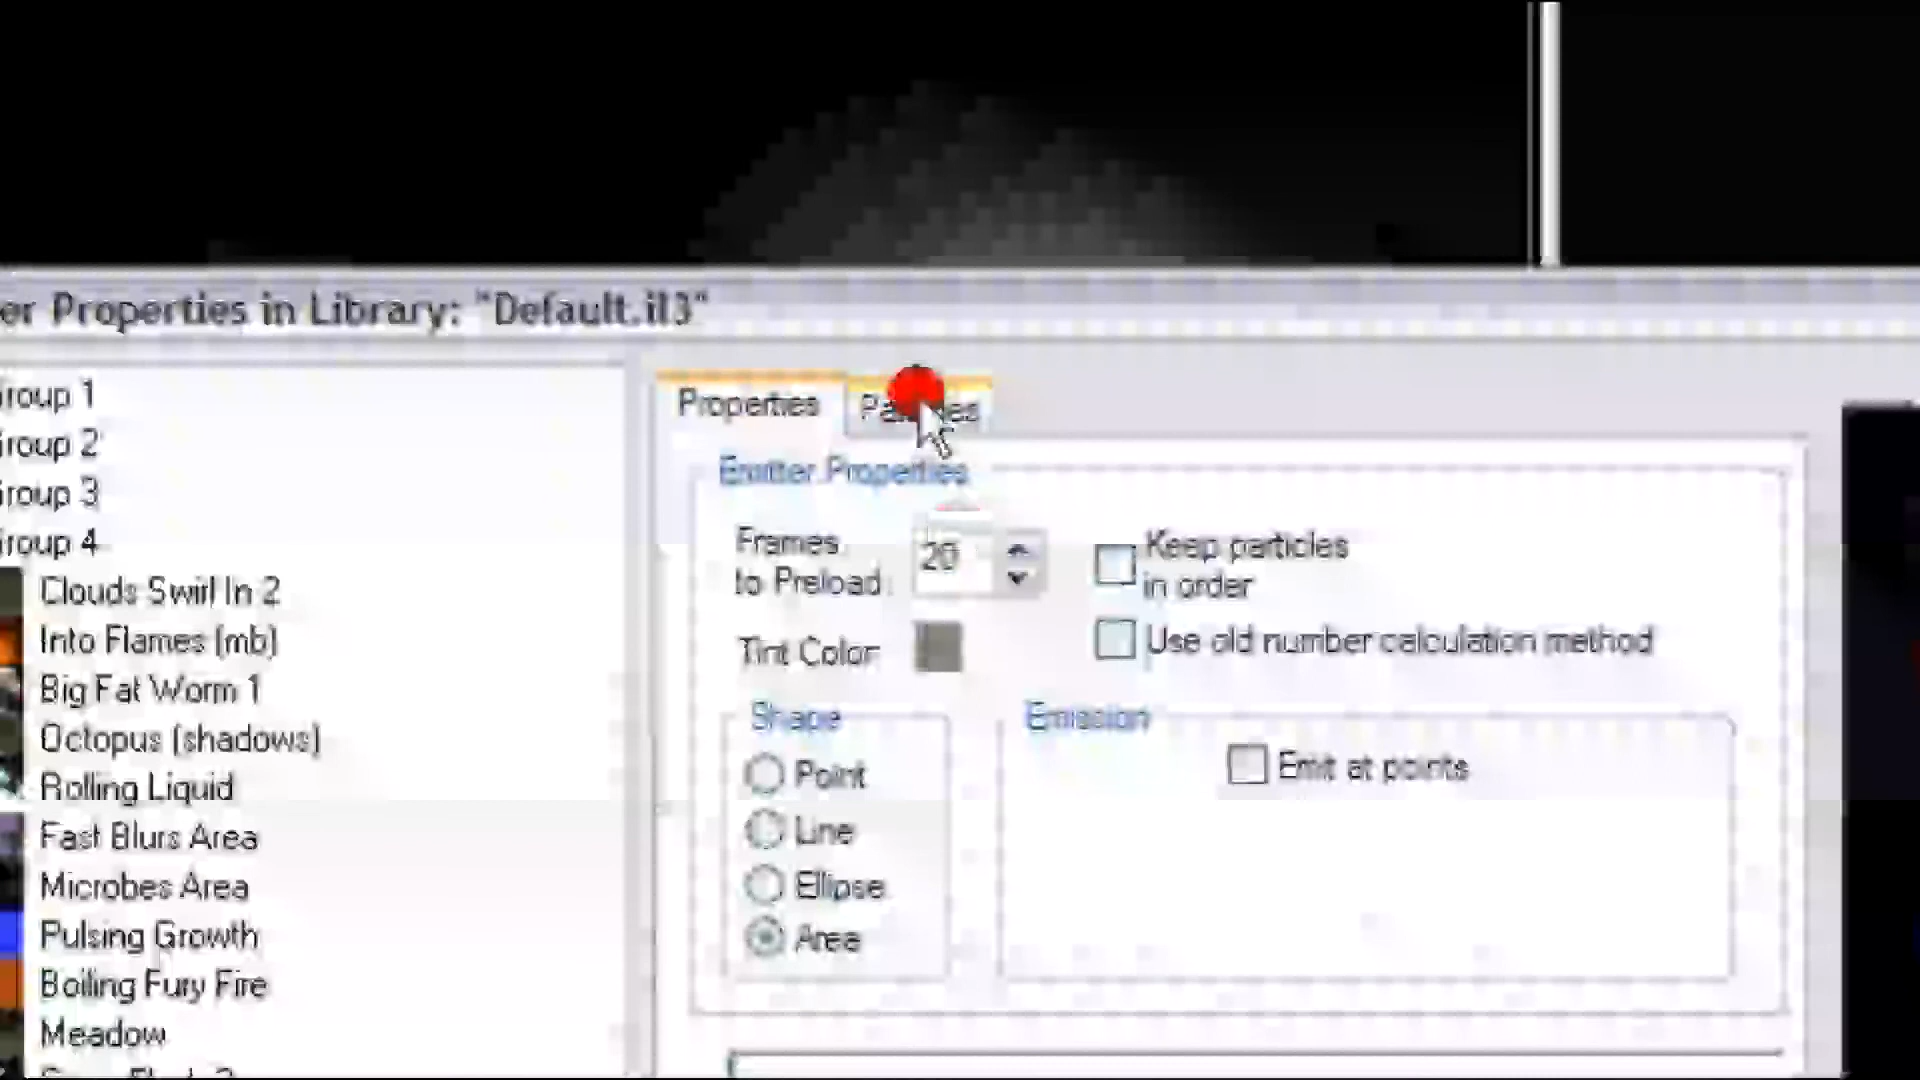 er Properties in Library: "Default.il3"
roup 1
roup 2
roup 3
roup 4
Clouds Swirl In 2
Into Flames (mb)
Big Fat Worm 1
Octopus (shadows)
Rolling Liquid
Fast Blurs Area
Microbes Area
Pulsing Growth
Boiling Fury Fire
Meadow
Properties
Emitter Properties
Frames
to Preload
20
Keep particles
in order
Tint Color
Use old number calculation method
Shape
Point
Line
Ellipse
Area
Emission
Emit at points